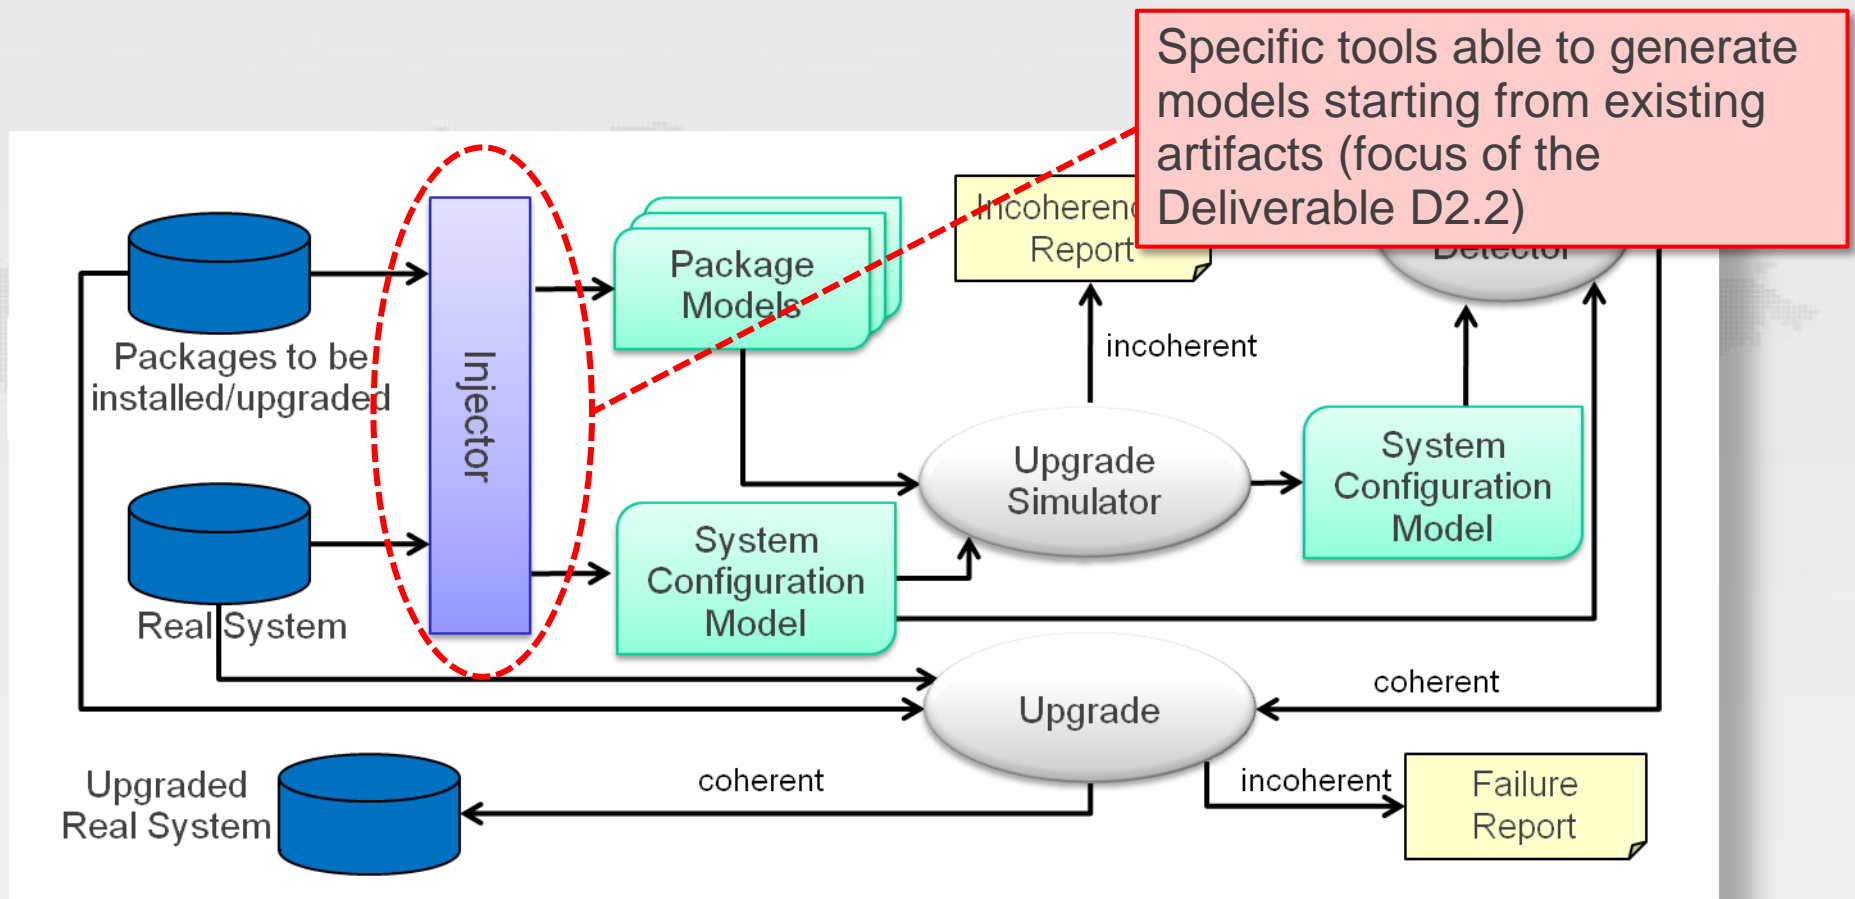 Specific tools able to generate
models starting from existing
artifacts (focus of the
Deliverable D2.2)
Report
Detector
Package
Models
Packages to be
installed/upgraded
Injector
incoherent
Upgrade
Simulator
System
Configuration
Model
System
Configuration
Model
Real System
coherent
Upgrade
Upgraded
Real System
coherent
incoherent
Failure
Report